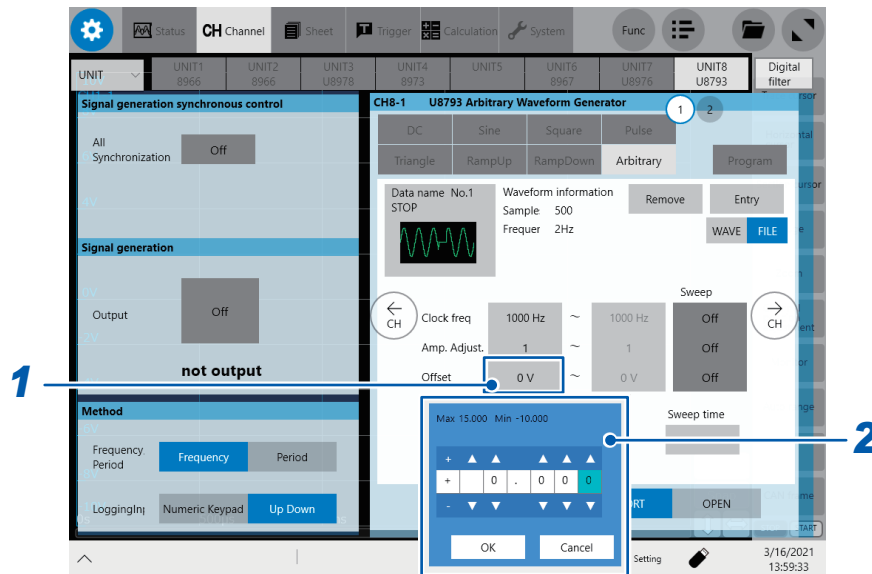 Status CH Channel Sheet Trigger Calculation System Func
UNIT UNIT1 UNIT2 UNIT3 UNIT4 UNIT5 UNIT6 UNIT7 UNIT8 Digital
8966 8966 U8978 8973 8967 U8976 U8793 filter
Signal generation synchronous control
All
Synchronization
Off
4V
Signal generation
0V
Output
Off
not output
Method
Frequency.
Period
Frequency
Period
LoggingInp
Numeric Keypad
Up Down
CH8-1 U8793 Arbitrary Waveform Generator
1 2
DC Sine Square Pulse
Triangle RampUp RampDown Arbitrary Program
Data name No.1
STOP
Waveform information
Sample 500
Frequer 2Hz
Remove Entry
WAVE FILE
Sweep
← CH
→ CH
Clock freq 1000 Hz ~ 1000 Hz Off
Amp. Adjust. 1 ~ 1 Off
Offset 0 V ~ 0 V Off
1
2
Sweep time
Max 15.000 Min -10.000
+ ▲ ▲ ▲ ▲ ▲
+ 0 . 0 0 0
- ▼ ▼ ▼ ▼ ▼
OK Cancel
OPEN
START
Setting
3/16/2021
13:59:33